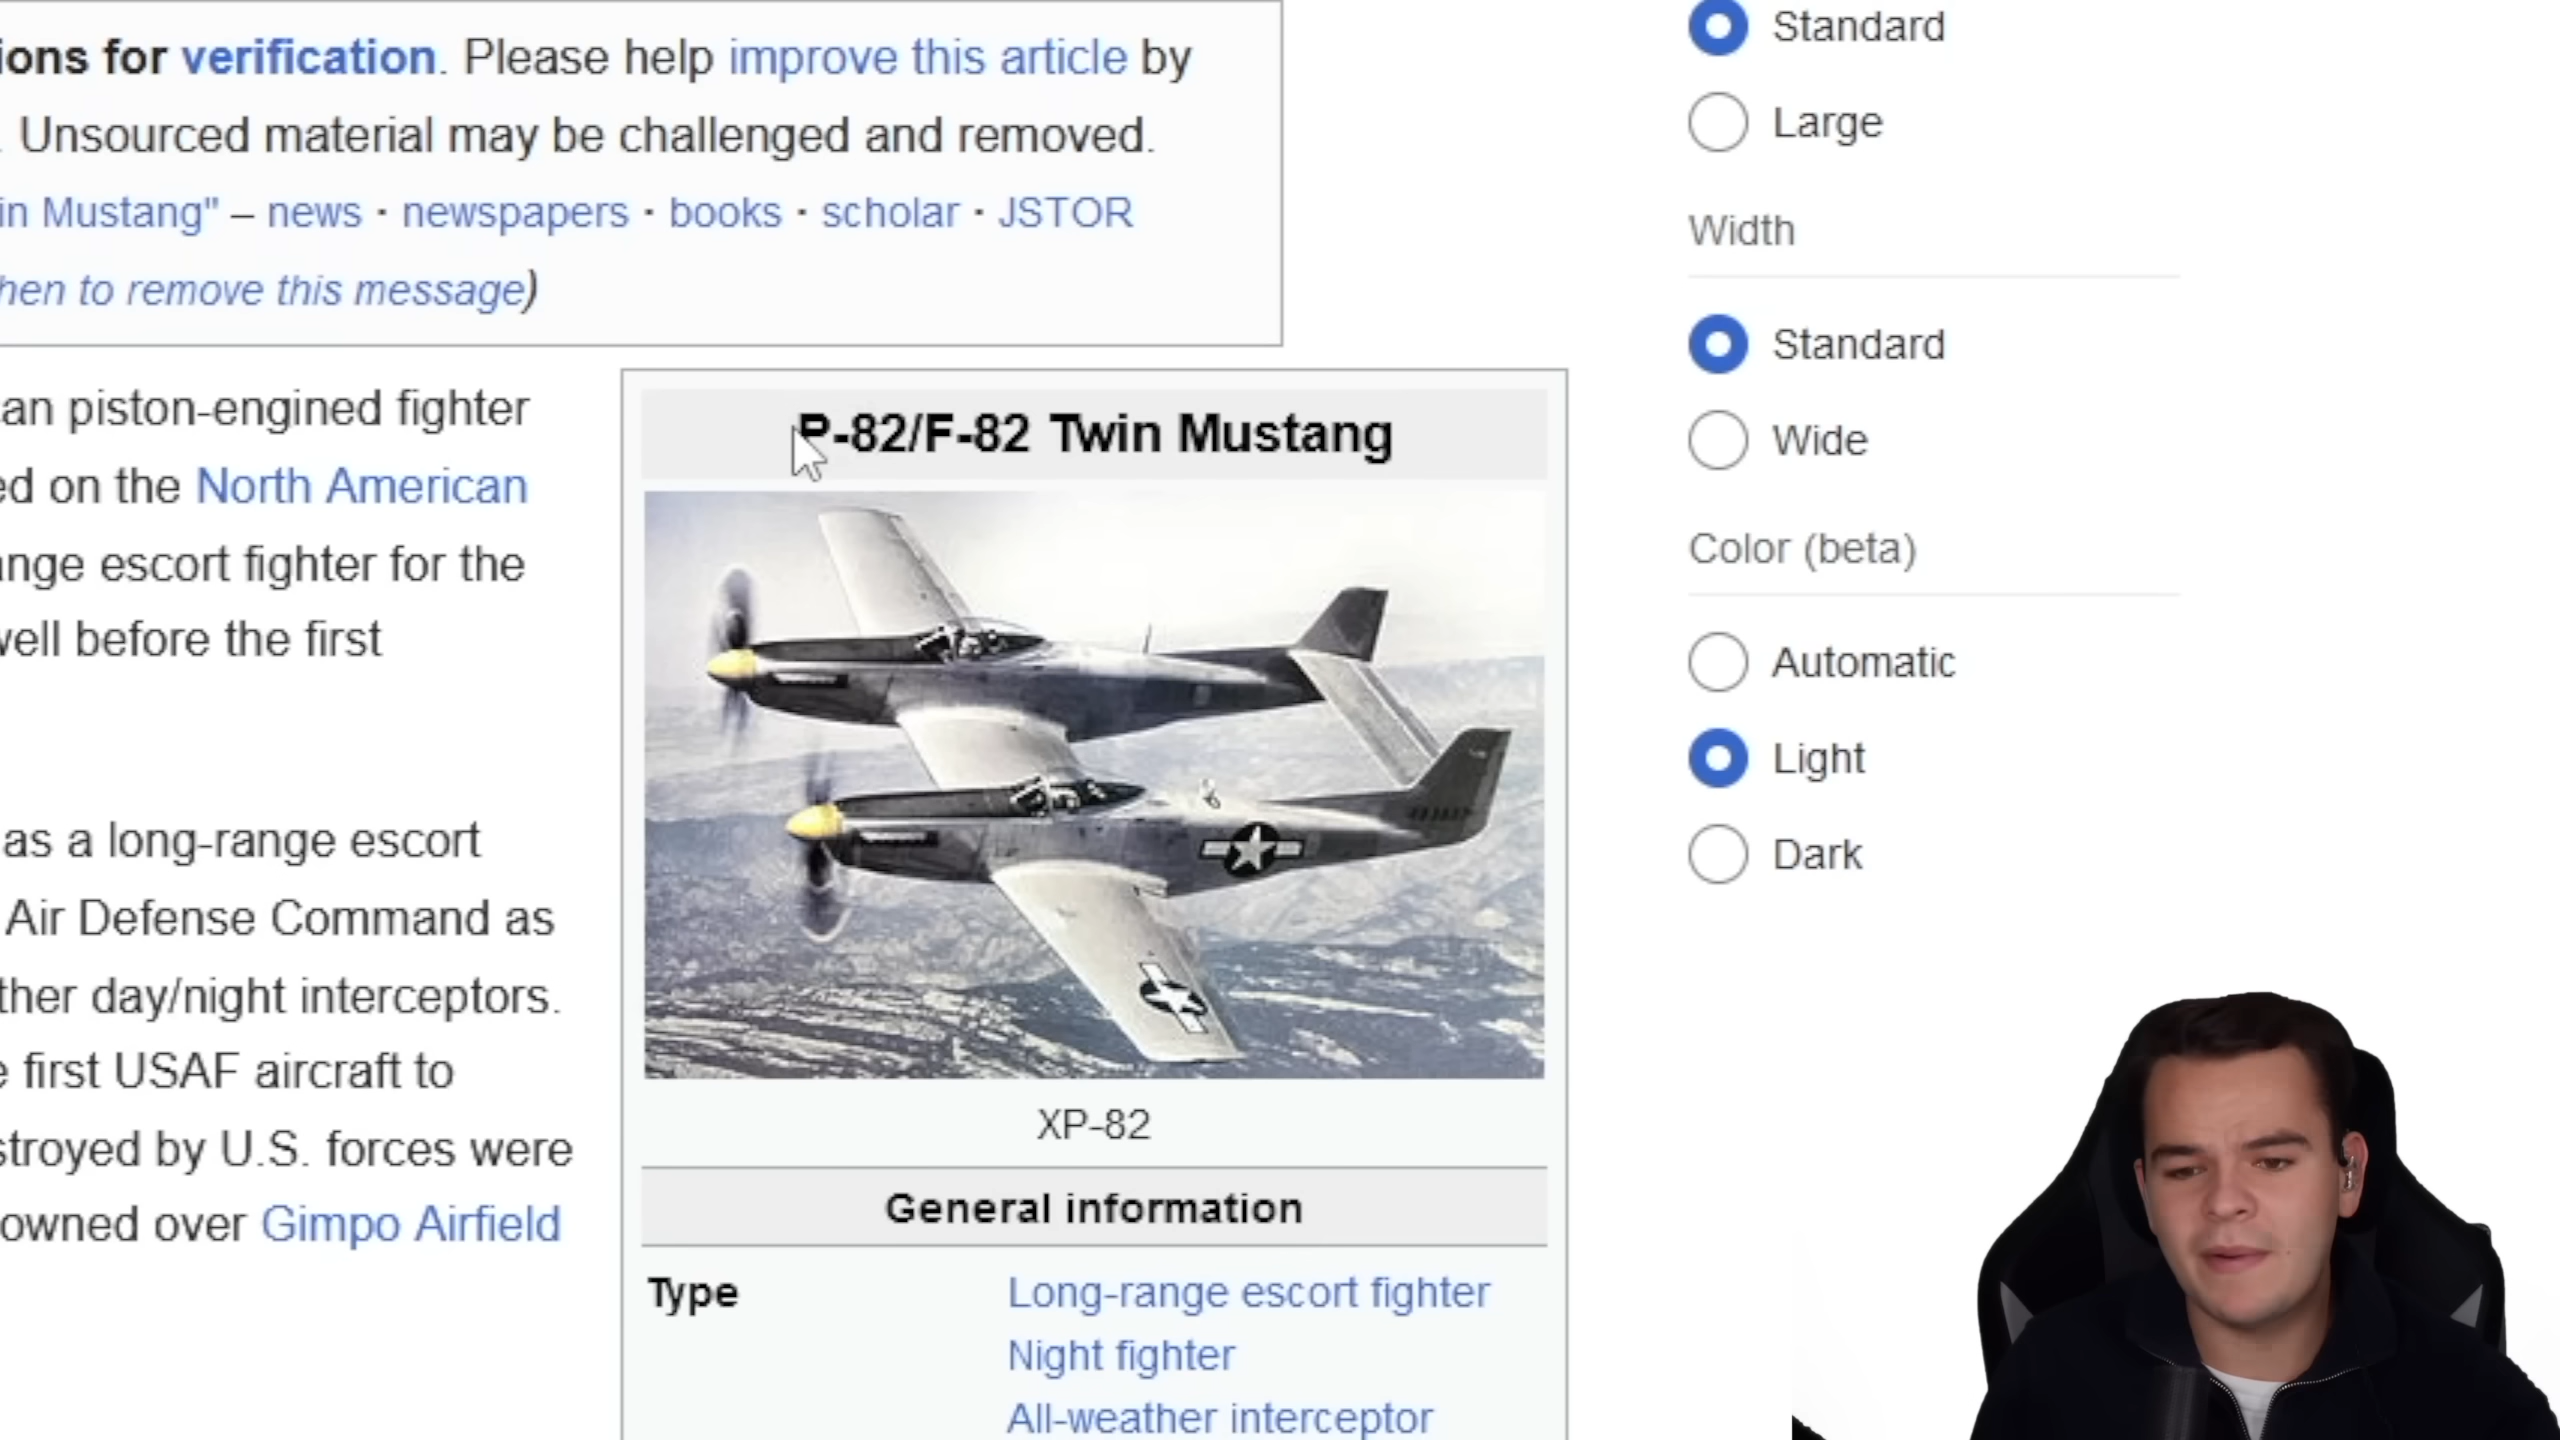 ions for verification. Please help improve this article by
. Unsourced material may be challenged and removed.
in Mustang" – news · newspapers · books · scholar · JSTOR
hen to remove this message)
an piston-engined fighter
ed on the North American
ange escort fighter for the
well before the first
as a long-range escort
Air Defense Command as
ther day/night interceptors.
e first USAF aircraft to
stroyed by U.S. forces were
owned over Gimpo Airfield
P-82/F-82 Twin Mustang
XP-82
General information
Type Long-range escort fighter
Night fighter
All-weather interceptor
Standard
Large
Width
Standard
Wide
Color (beta)
Automatic
Light
Dark